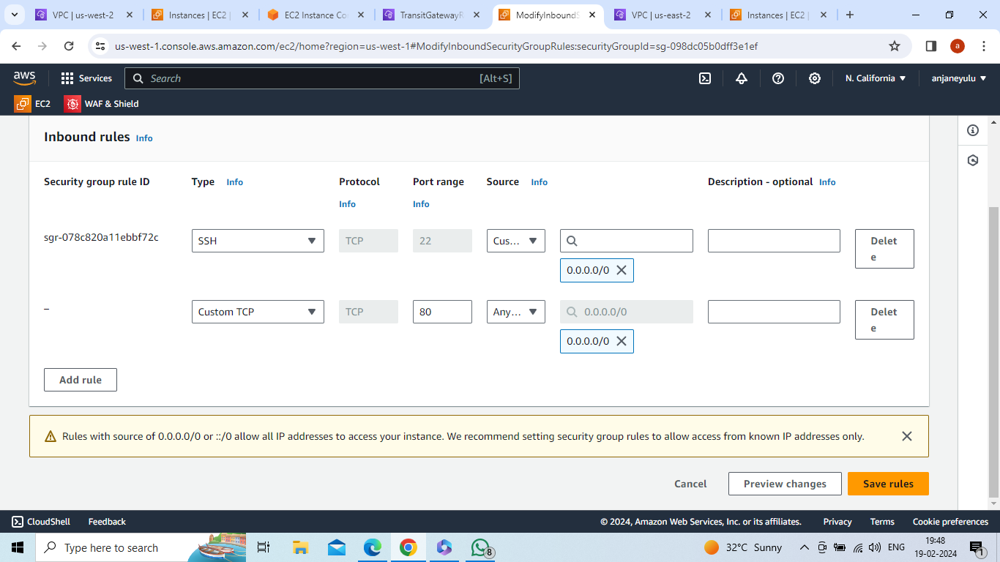 VPC | us-west-2
Instances | EC2 |
EC2 Instance Co
TransitGatewayR
ModifyInboundS
VPC | us-east-2
Instances | EC2
us-west-1.console.aws.amazon.com/ec2/home?region=us-west-1#ModifyInboundSecurityGroupRules:securityGroupId=sg-098dc05b0dff3e1ef
a
aws
Services
Search
[Alt+S]
N. California
anjaneyulu
EC2
WAF & Shield
Inbound rules Info
Security group rule ID
Type Info
Protocol
Info
Port range
Info
Source Info
Description - optional Info
sgr-078c820a11ebbf72c
SSH
TCP
22
Cus...
0.0.0.0/0
Delet
e
–
Custom TCP
TCP
80
Any...
0.0.0.0/0
0.0.0.0/0
Delet
e
Add rule
Rules with source of 0.0.0.0/0 or ::/0 allow all IP addresses to access your instance. We recommend setting security group rules to allow access from known IP addresses only.
Cancel
Preview changes
Save rules
CloudShell
Feedback
© 2024, Amazon Web Services, Inc. or its affiliates.
Privacy
Terms
Cookie preferences
Type here to search
8
32°C Sunny
ENG
19:48
19-02-2024
1